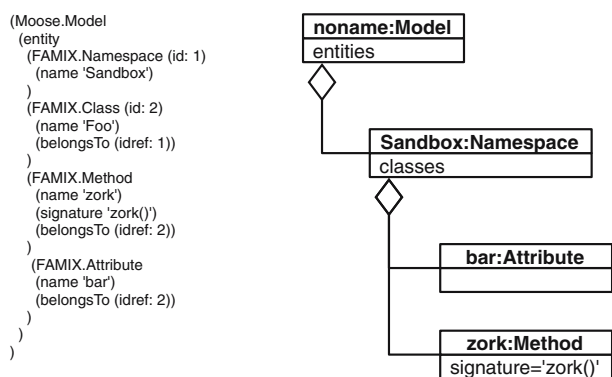 (Moose.Model
(entity
(FAMIX.Namespace (id: 1)
(name 'Sandbox')
)
(FAMIX.Class (id: 2)
(name 'Foo')
(belongsTo (idref: 1))
)
(FAMIX.Method
(name 'zork')
(signature 'zork()')
(belongsTo (idref: 2))
)
(FAMIX.Attribute
(name 'bar')
(belongsTo (idref: 2))
)
)
)
noname:Model
entities
Sandbox:Namespace
classes
bar:Attribute
zork:Method
signature='zork()'